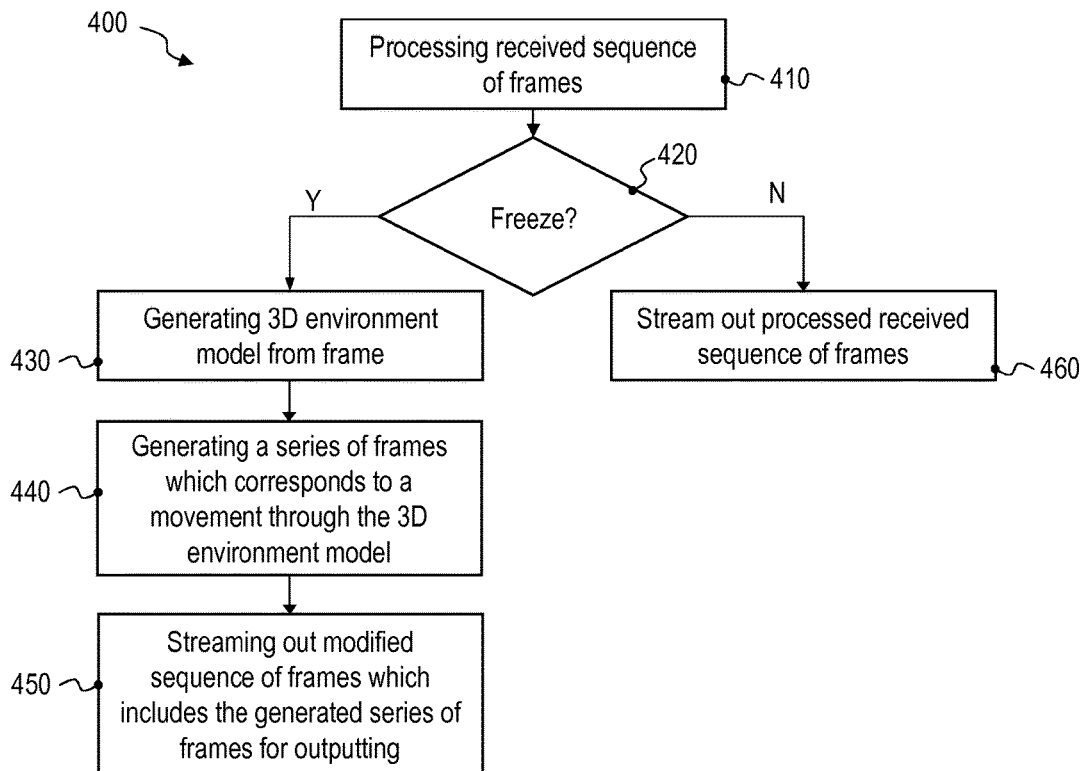 400
Processing received sequence
of frames
410
420
Y
N
Freeze?
Generating 3D environment
model from frame
430
Stream out processed received
sequence of frames
460
Generating a series of frames
which corresponds to a
movement through the 3D
environment model
440
Streaming out modified
sequence of frames which
includes the generated series of
frames for outputting
450